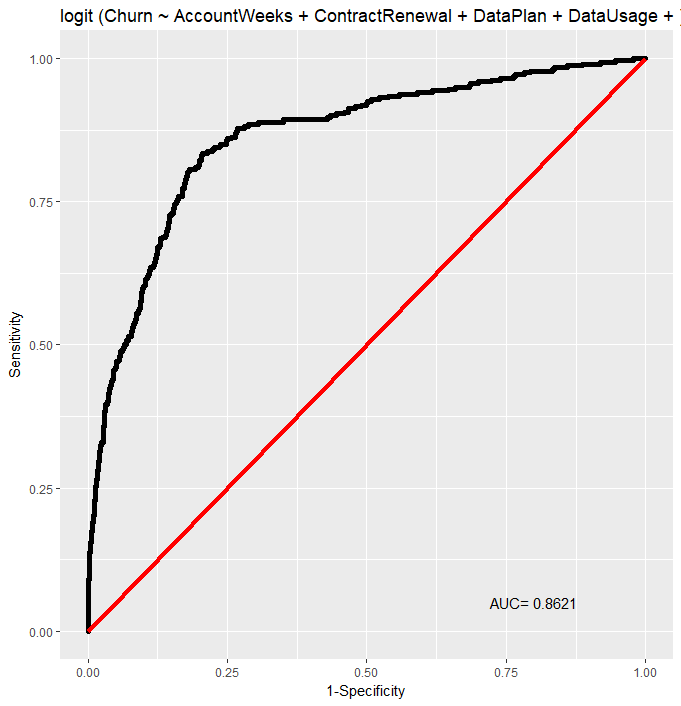 logit (Churn ~ AccountWeeks + ContractRenewal + DataPlan + DataUsage +
1.00
0.75
0.50
0.25
0.00
Sensitivity
AUC= 0.8621
0.00 0.25 0.50 0.75 1.00
1-Specificity